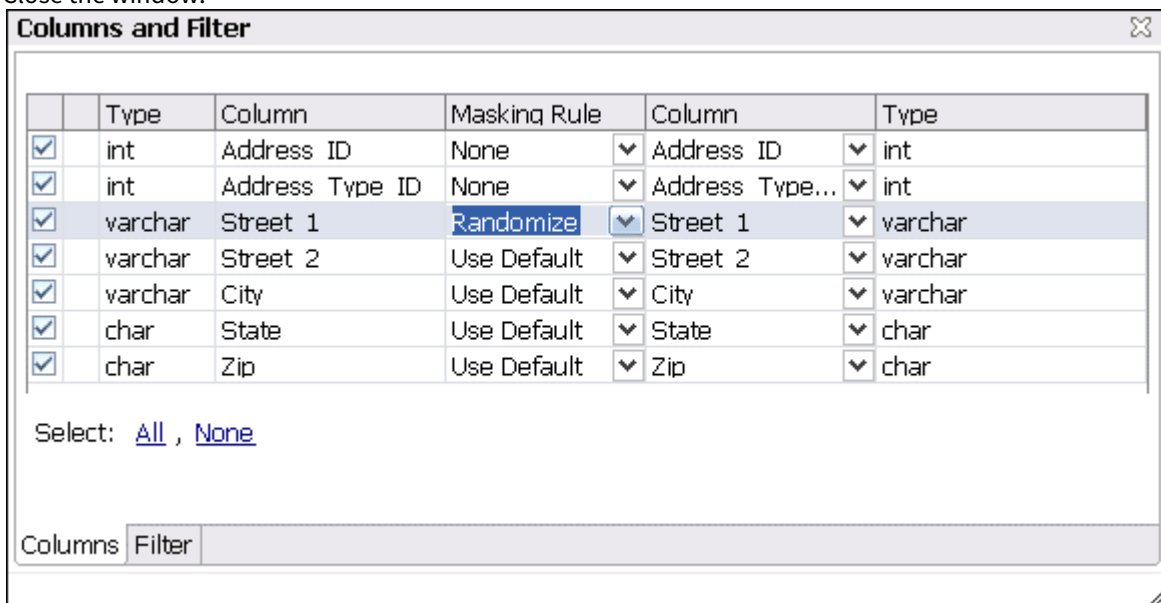 Close the window.
Columns and Filter
Type Column Masking Rule Column Type
int Address ID None Address ID int
int Address Type ID None Address Type... int
varchar Street 1 Randomize Street 1 varchar
varchar Street 2 Use Default Street 2 varchar
varchar City Use Default City varchar
char State Use Default State char
char Zip Use Default Zip char
Select: All , None
Columns Filter